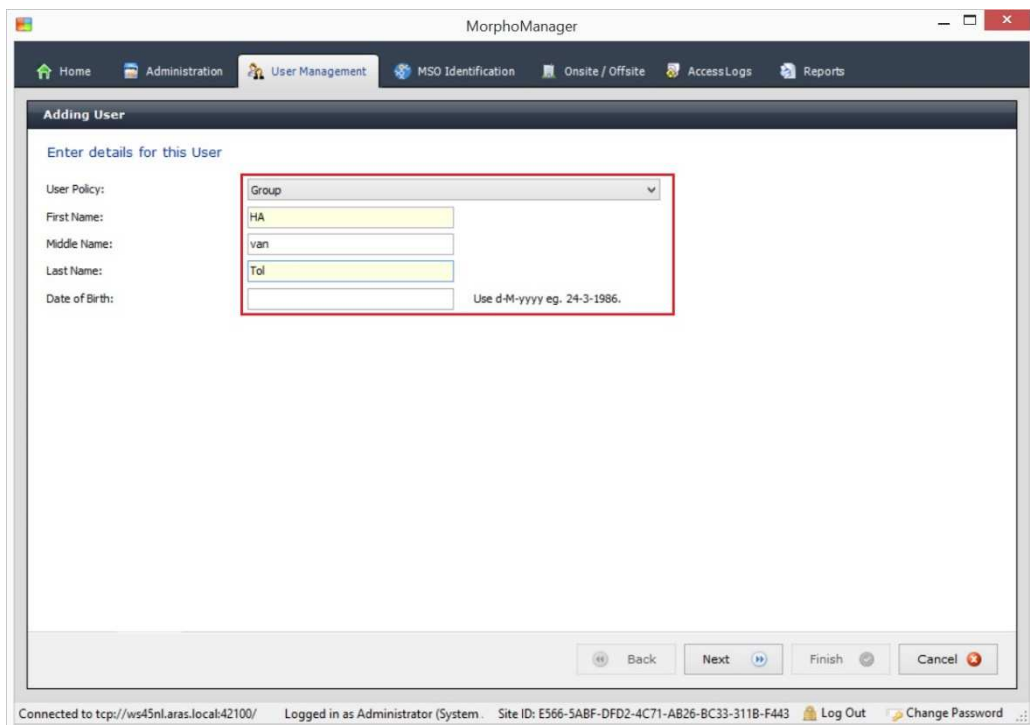 MorphoManager
Home Administration User Management MSO Identification Onsite / Offsite Access Logs Reports
Adding User
Enter details for this User
User Policy: Group
First Name: HA
Middle Name: van
Last Name: Tol
Date of Birth: Use d-M-yyyy eg. 24-3-1986.
Back Next Finish Cancel
Connected to tcp://ws45nl.aras.local:42100/ Logged in as Administrator (System . Site ID: E566-5ABF-DFD2-4C71-AB26-BC33-311B-F443 Log Out Change Password